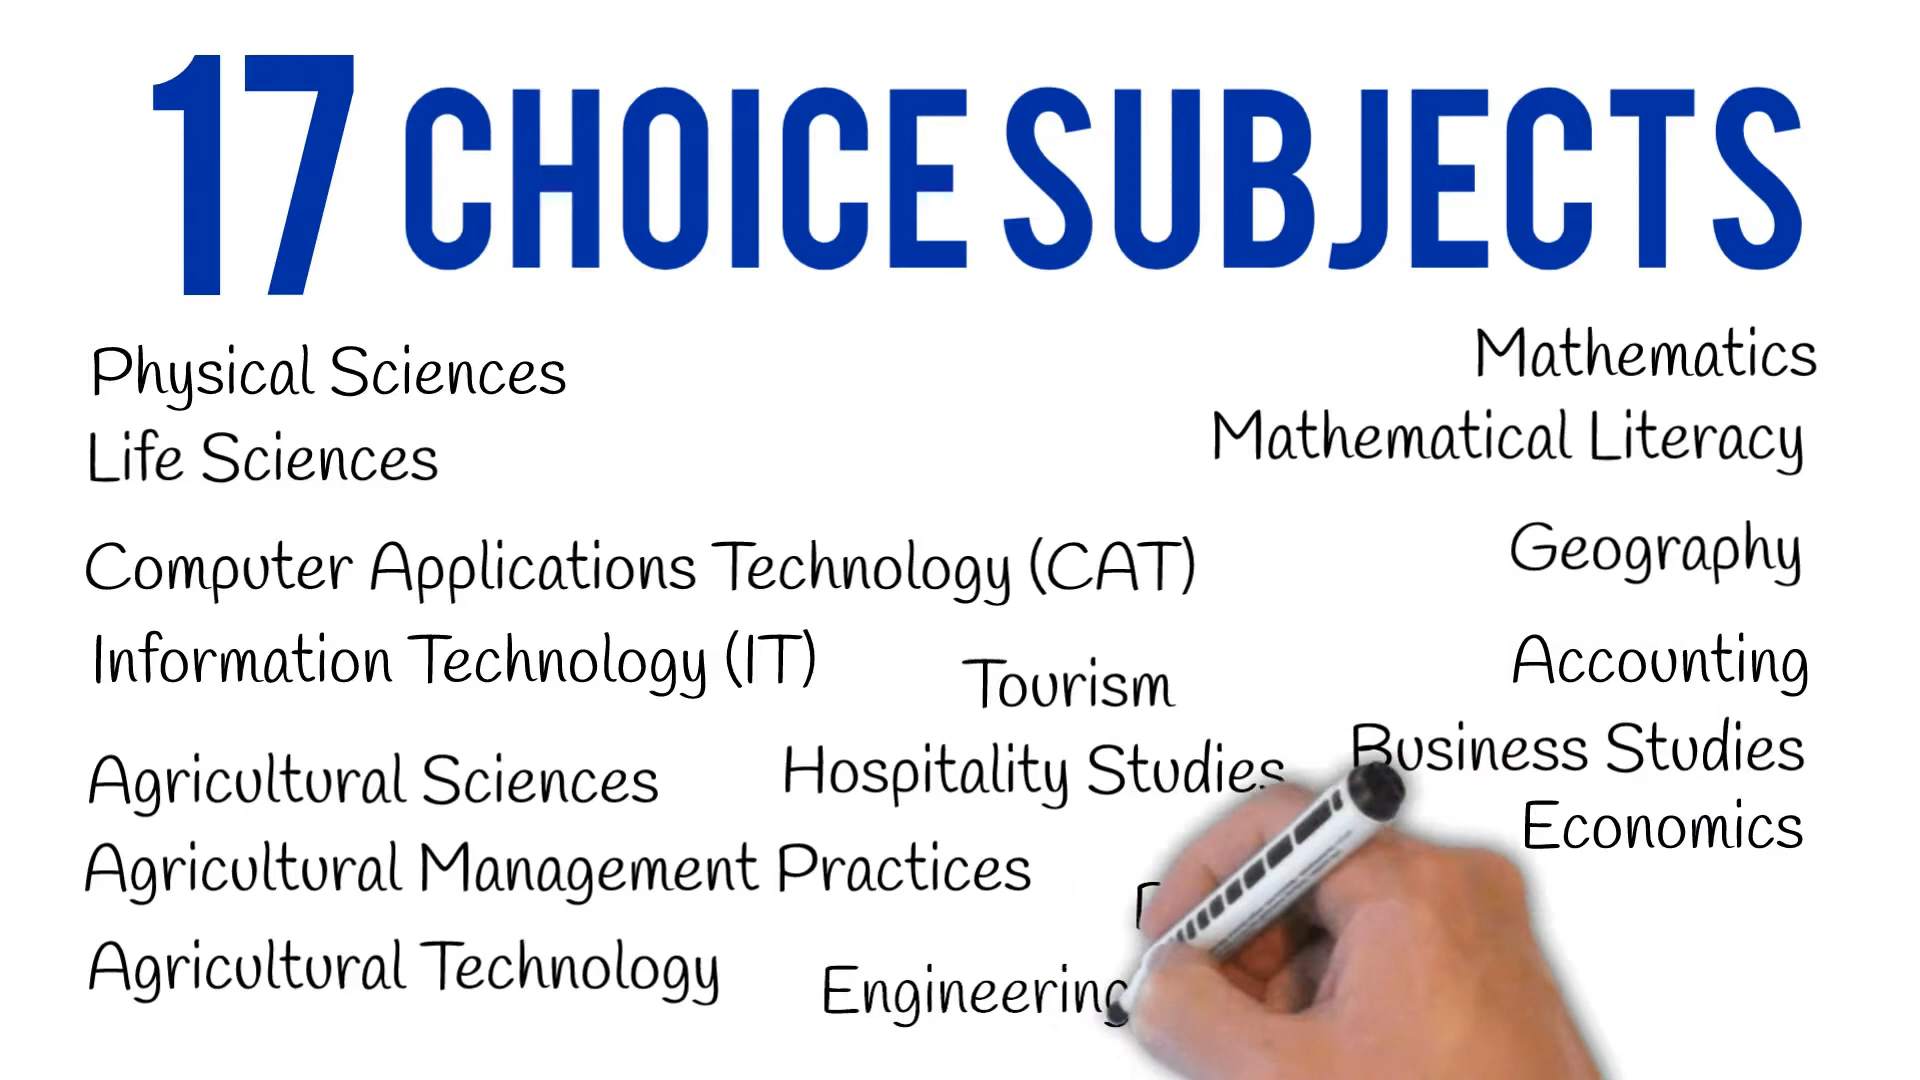 17 CHOICE SUBJECTS
Physical Sciences
Life Sciences
Computer Applications Technology (CAT)
Information Technology (IT)
Agricultural Sciences
Agricultural Management Practices
Agricultural Technology
Tourism
Hospitality Studies
Engineering
Mathematics
Mathematical Literacy
Geography
Accounting
Business Studies
Economics